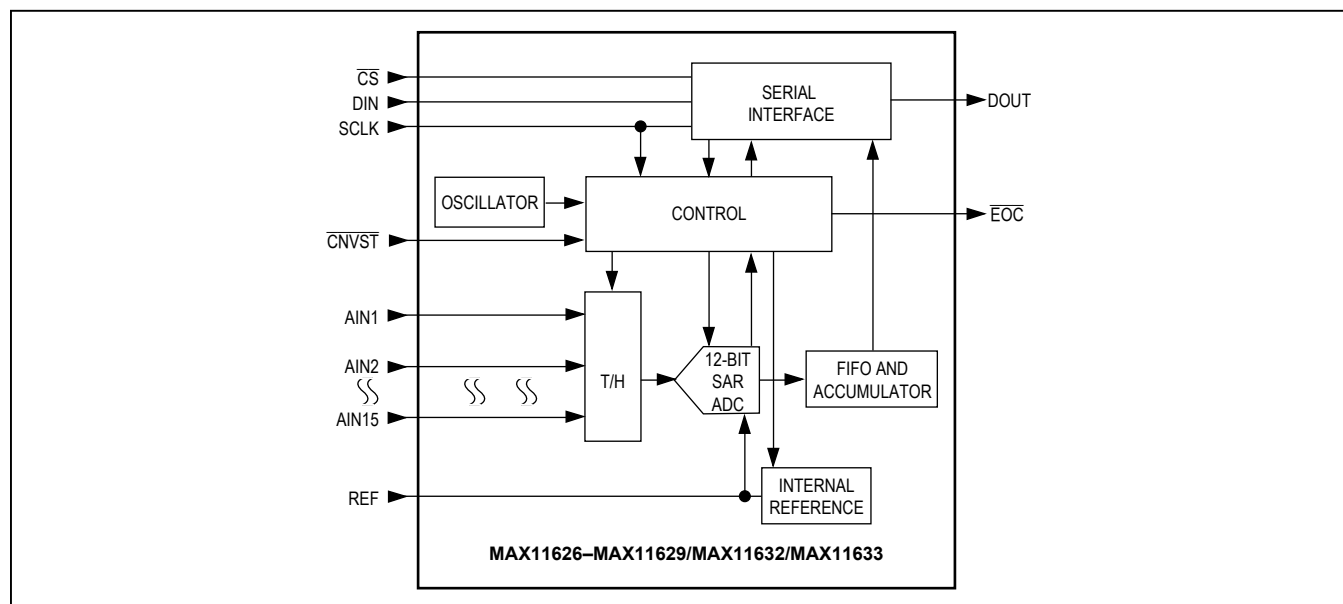 CS
DIN
SCLK
SERIAL
INTERFACE
DOUT
OSCILLATOR
CONTROL
EOC
CNVST
AIN1
AIN2
AIN15
T/H
12-BIT
SAR
ADC
FIFO AND
ACCUMULATOR
REF
INTERNAL
REFERENCE
MAX11626–MAX11629/MAX11632/MAX11633